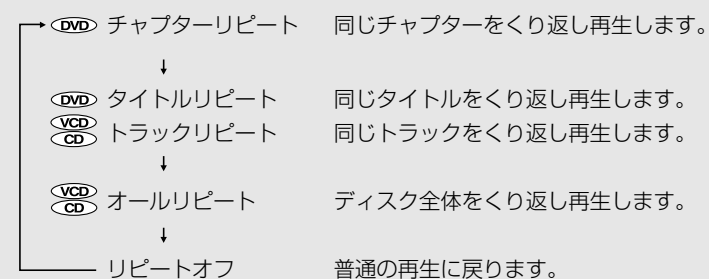 DVD チャプターリピート 同じチャプターをくり返し再生します。
↓
DVD タイトルリピート 同じタイトルをくり返し再生します。
VCD CD トラックリピート 同じトラックをくり返し再生します。
↓
VCD CD オールリピート ディスク全体をくり返し再生します。
↓
リピートオフ 普通の再生に戻ります。